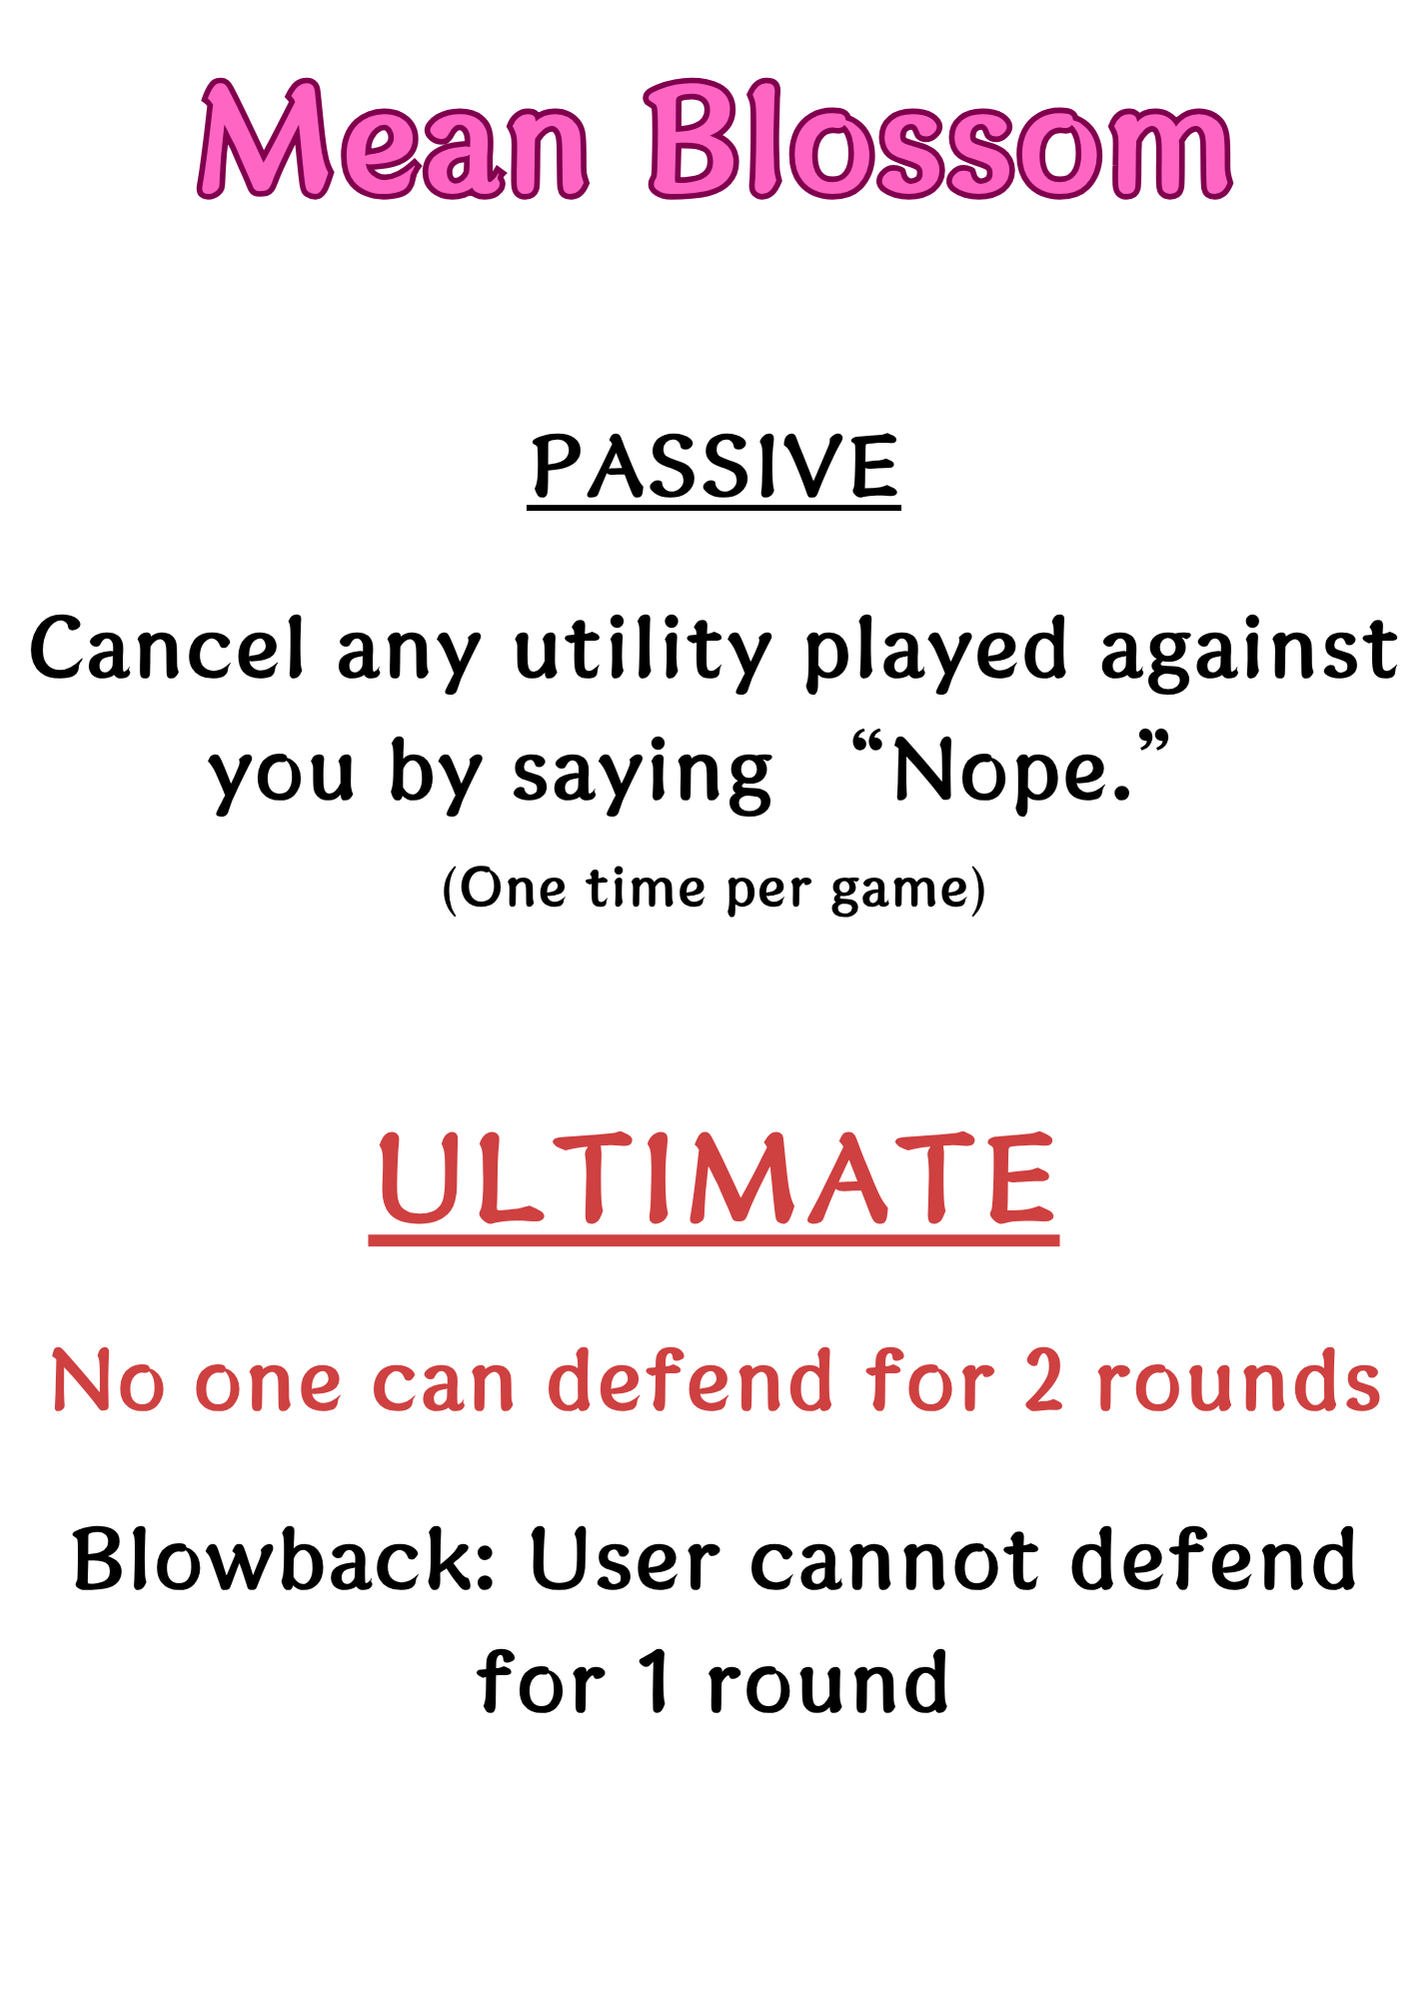 Mean Blossom
PASSIVE
Cancel any utility played against
you by saying “Nope.”
(One time per game)
ULTIMATE
No one can defend for 2 rounds
Blowback: User cannot defend
for 1 round